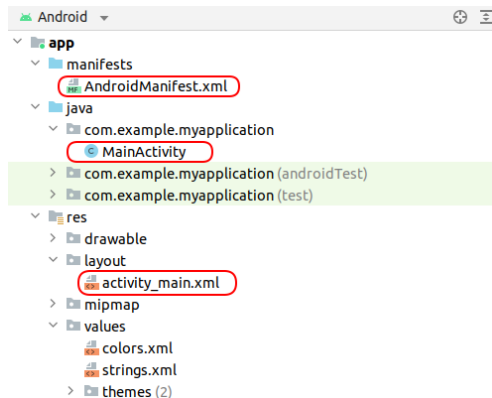 Android
app
manifests
MF AndroidManifest.xml
java
com.example.myapplication
C MainActivity
com.example.myapplication (androidTest)
com.example.myapplication (test)
res
drawable
layout
activity_main.xml
mipmap
values
colors.xml
strings.xml
themes (2)